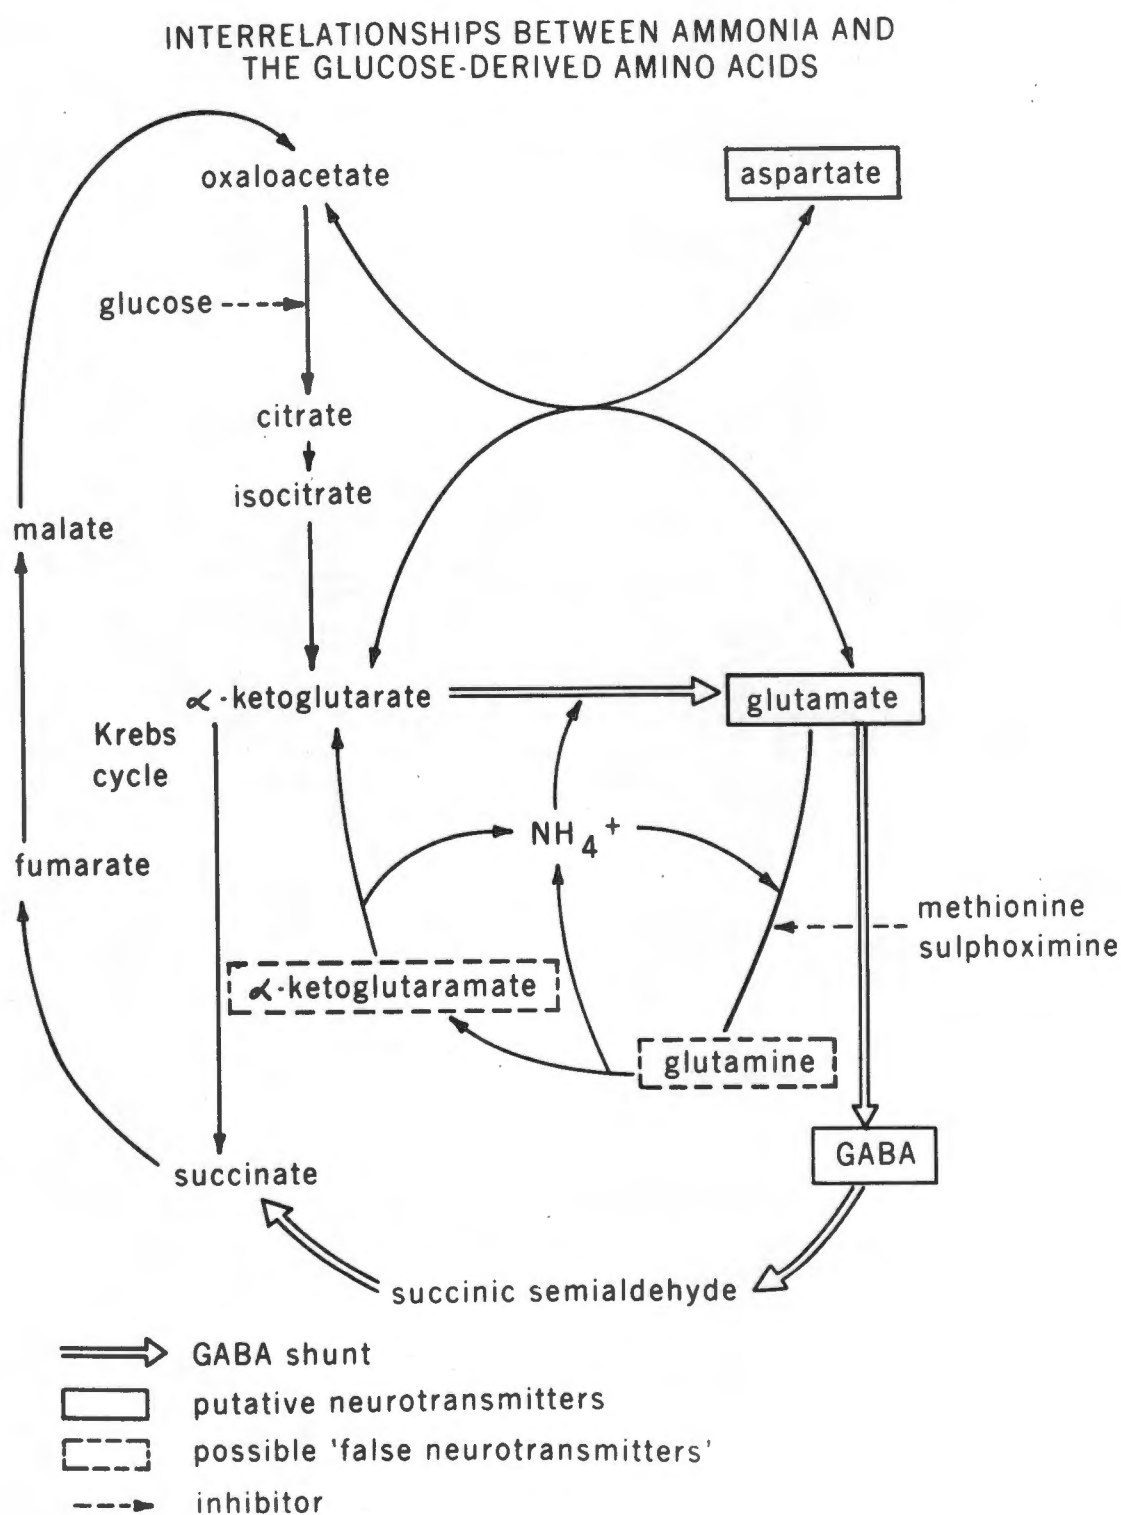 INTERRELATIONSHIPS BETWEEN AMMONIA AND
THE GLUCOSE-DERIVED AMINO ACIDS
oxaloacetate
aspartate
glucose
citrate
isocitrate
malate
α-ketoglutarate
glutamate
Krebs
cycle
NH4+
fumarate
methionine
sulphoximine
α-ketoglutaramate
glutamine
GABA
succinate
succinic semialdehyde
GABA shunt
putative neurotransmitters
possible 'false neurotransmitters'
inhibitor